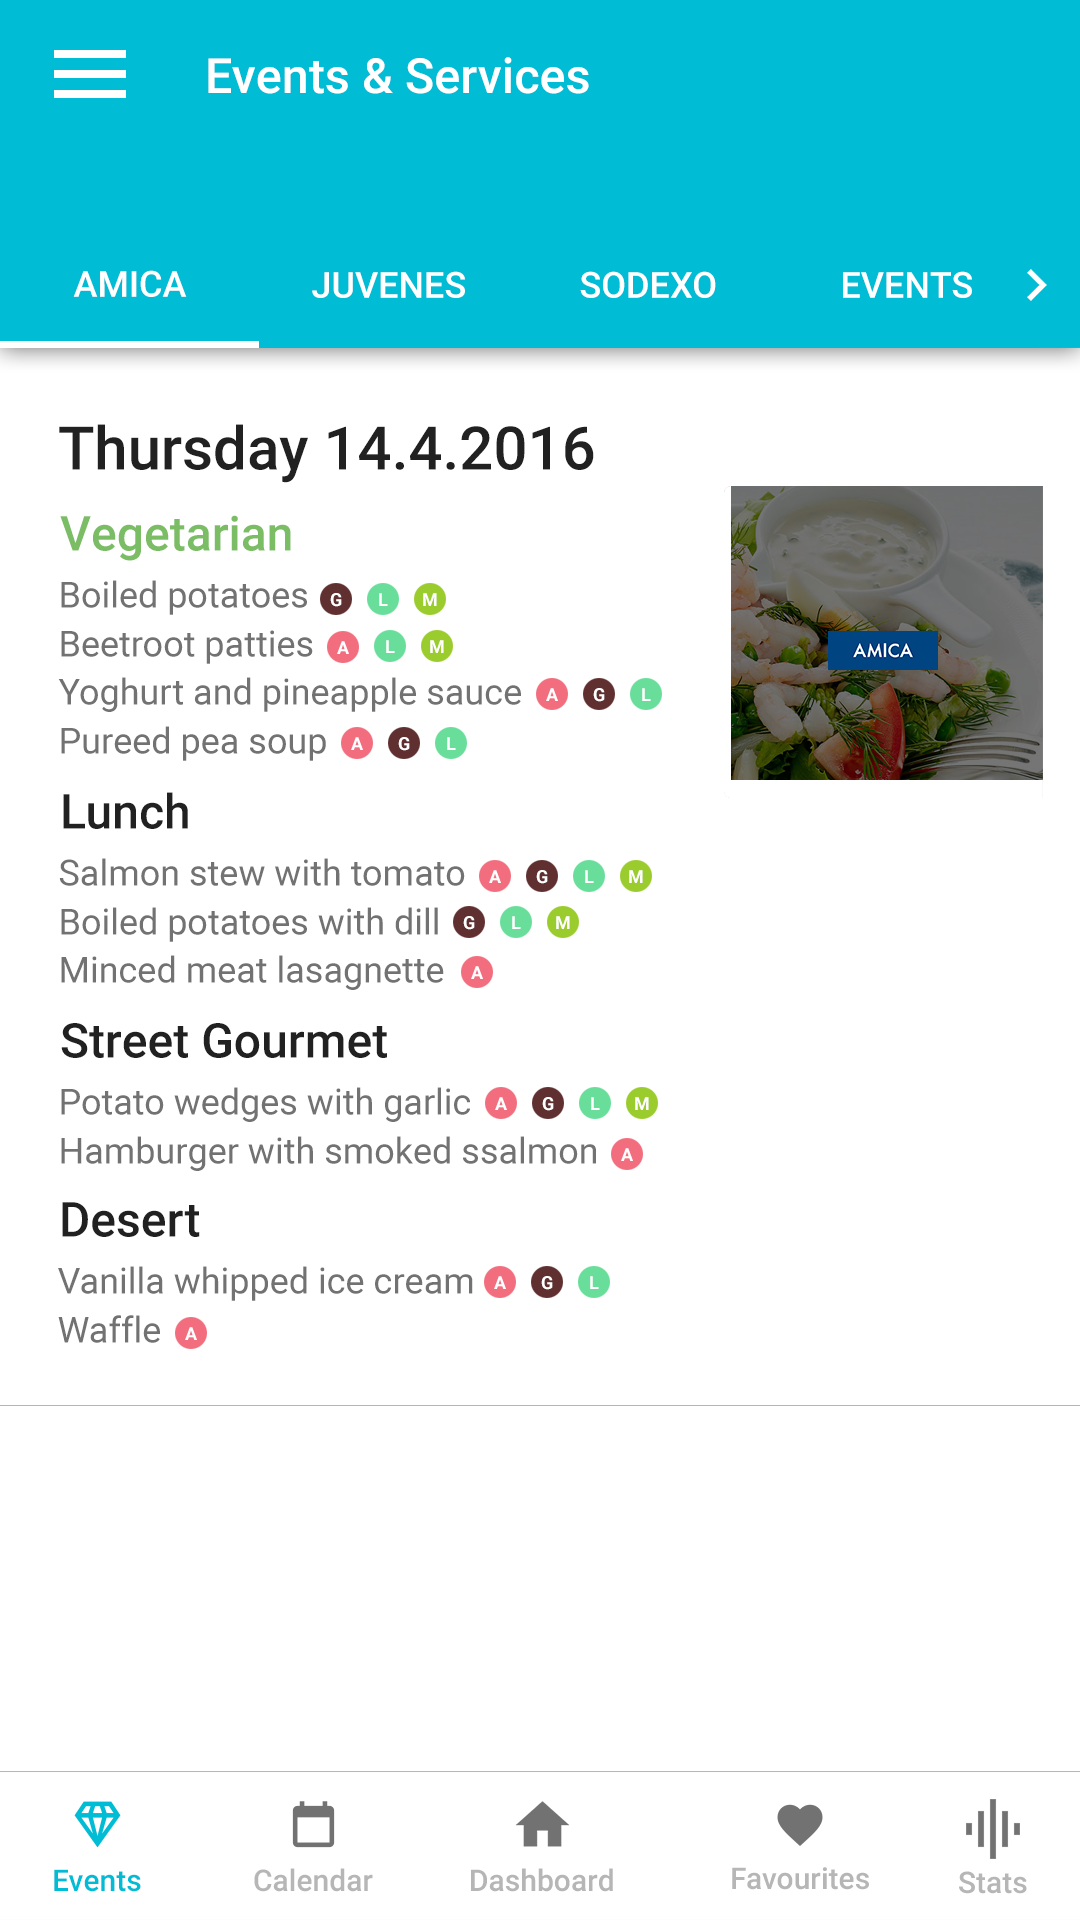 Events & Services
AMICA JUVENES SODEXO EVENTS
Thursday 14.4.2016
Vegetarian
Boiled potatoes G L M
Beetroot patties A L M
Yoghurt and pineapple sauce A G L
Pureed pea soup A G L
AMICA
Lunch
Salmon stew with tomato A G L M
Boiled potatoes with dill G L M
Minced meat lasagnette A
Street Gourmet
Potato wedges with garlic A G L M
Hamburger with smoked ssalmon A
Desert
Vanilla whipped ice cream A G L
Waffle A
Events Calendar Dashboard Favourites Stats